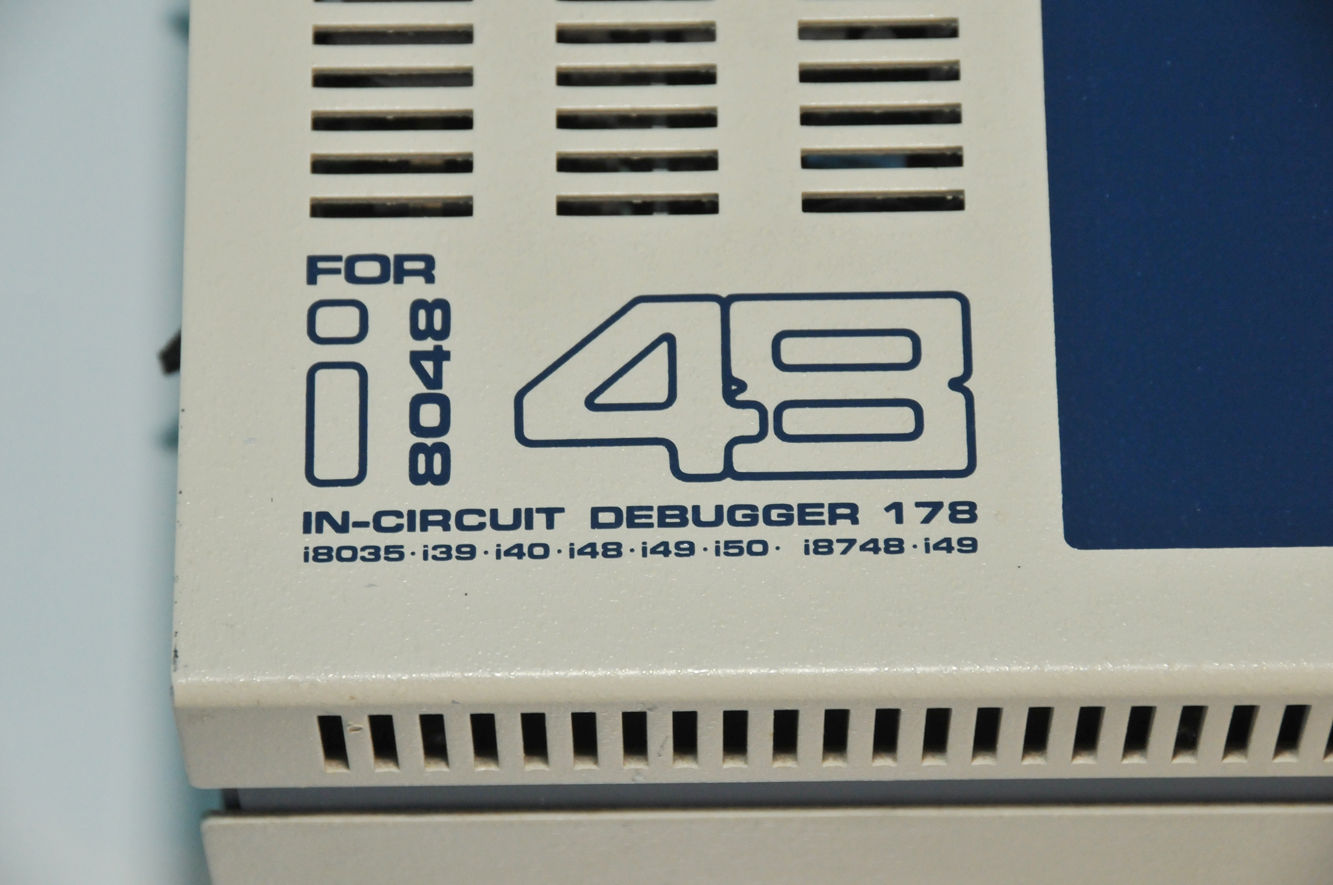 FOR
i 8048 48
IN-CIRCUIT DEBUGGER 178
i8035·i39·i40·i48·i49·i50· i8748·i49